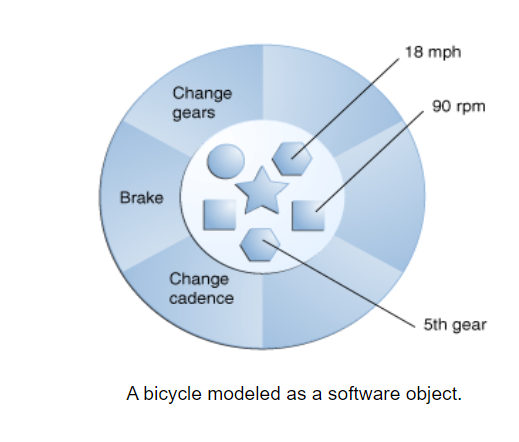 18 mph
Change
gears
90 rpm
Brake
Change
cadence
5th gear
A bicycle modeled as a software object.